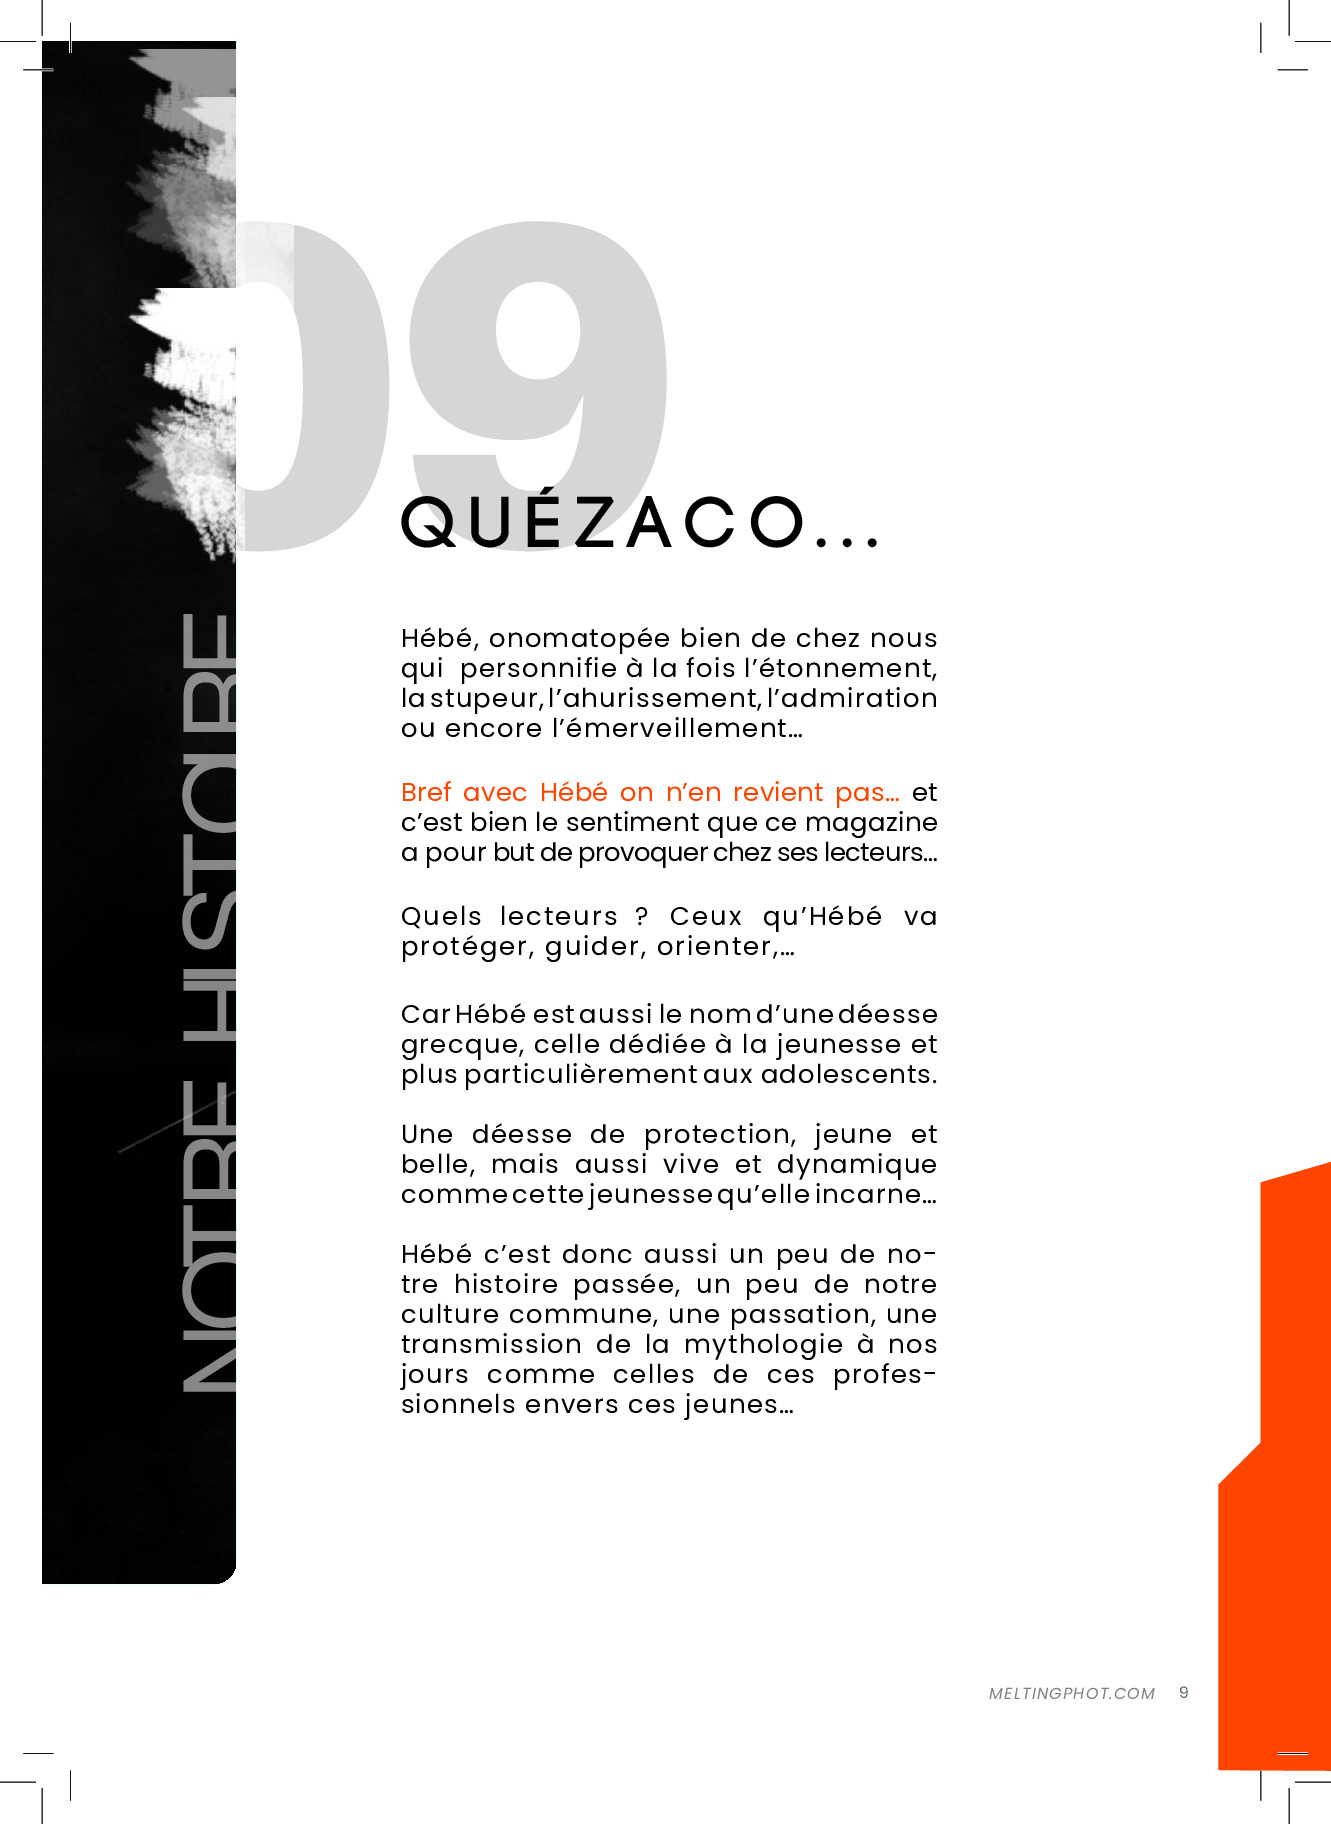 09
QUÉZACO...
NOTRE HISTOIRE
Hébé, onomatopée bien de chez nous
qui personnifie à la fois l’étonnement,
la stupeur, l’ahurissement, l’admiration
ou encore l’émerveillement…
Bref avec Hébé on n’en revient pas… et
c’est bien le sentiment que ce magazine
a pour but de provoquer chez ses lecteurs…
Quels lecteurs ? Ceux qu’Hébé va
protéger, guider, orienter,…
Car Hébé est aussi le nom d’une déesse
grecque, celle dédiée à la jeunesse et
plus particulièrement aux adolescents.
Une déesse de protection, jeune et
belle, mais aussi vive et dynamique
comme cette jeunesse qu’elle incarne…
Hébé c’est donc aussi un peu de no-
tre histoire passée, un peu de notre
culture commune, une passation, une
transmission de la mythologie à nos
jours comme celles de ces profes-
sionnels envers ces jeunes…
MELTINGPHOT.COM 9